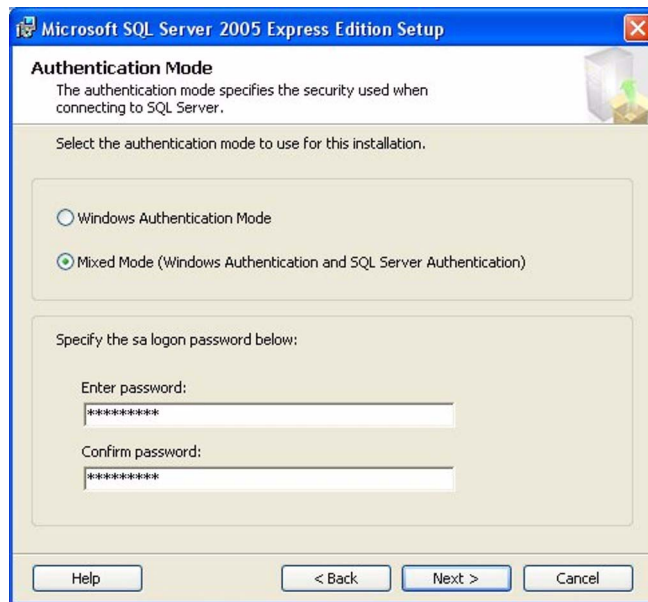 Microsoft SQL Server 2005 Express Edition Setup
Authentication Mode
The authentication mode specifies the security used when
connecting to SQL Server.
Select the authentication mode to use for this installation.
Windows Authentication Mode
Mixed Mode (Windows Authentication and SQL Server Authentication)
Specify the sa logon password below:
Enter password:
*********
Confirm password:
*********
Help
< Back
Next >
Cancel